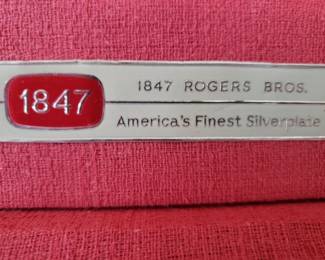 1847
1847 ROGERS BROS.
America's Finest Silverplate